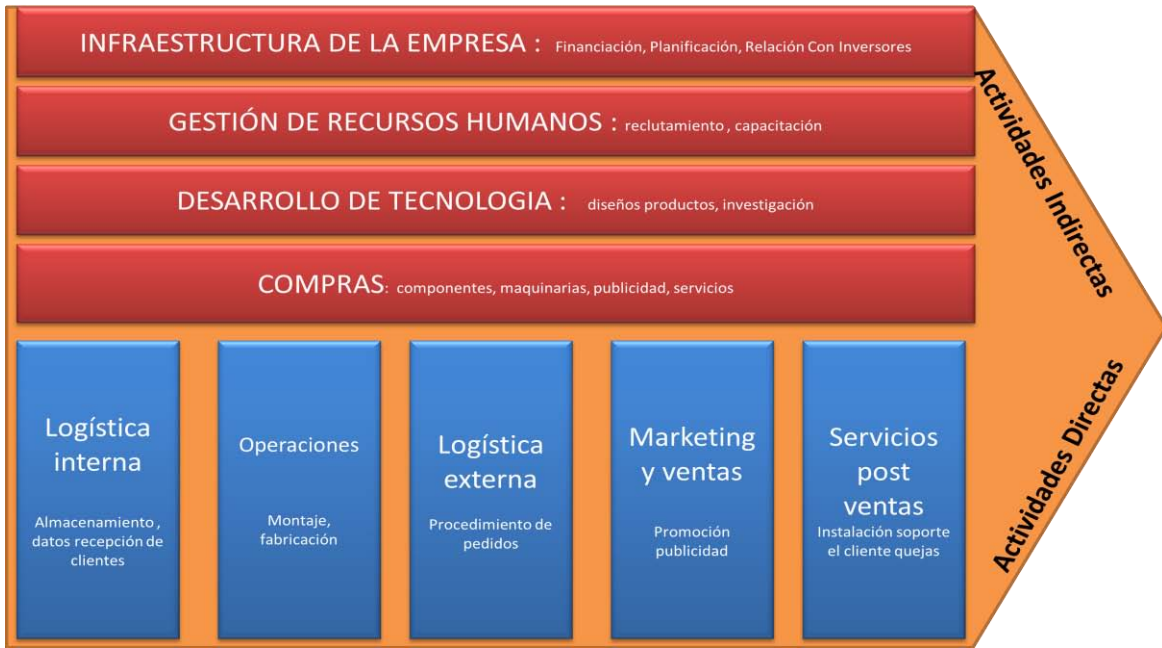 INFRAESTRUCTURA DE LA EMPRESA : Financiación, Planificación, Relación Con Inversores
GESTIÓN DE RECURSOS HUMANOS : reclutamiento , capacitación
DESARROLLO DE TECNOLOGIA : diseños productos, investigación
COMPRAS: componentes, maquinarias, publicidad, servicios
Actividades Indirectas
Logística
interna
Almacenamiento ,
datos recepción de
clientes
Operaciones
Montaje,
fabricación
Logística
externa
Procedimiento de
pedidos
Marketing
y ventas
Promoción
publicidad
Servicios
post
ventas
Instalación soporte
el cliente quejas
Actividades Directas